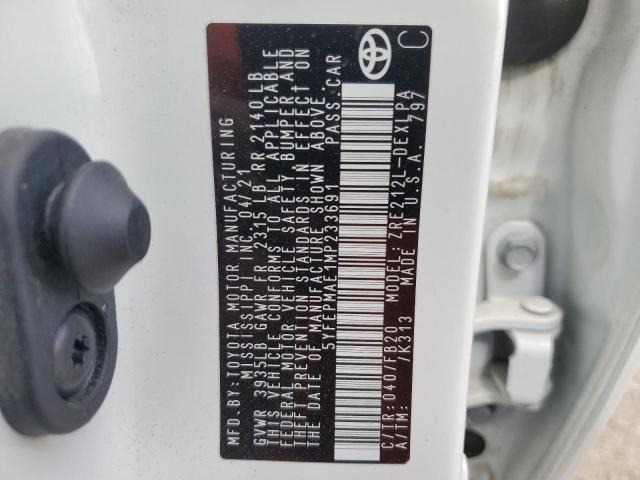 MFD. BY: TOYOTA MOTOR MANUFACTURING
MISSISSIPPI INC. 04/21
GVWR 3935LB GAWR FR 2315 LB RR 2140 LB
THIS VEHICLE CONFORMS TO ALL APPLICABLE
FEDERAL MOTOR VEHICLE SAFETY BUMPER, AND
THEFT PREVENTION STANDARDS IN EFFECT ON
THE DATE OF MANUFACTURE SHOWN ABOVE.
5YFEPMAE1MP233691 PASS. CAR
C
C/TR: 040/FB20 MODEL: ZRE212L-DEXLPA
A/TM: /K313 MADE IN U.S.A. 797